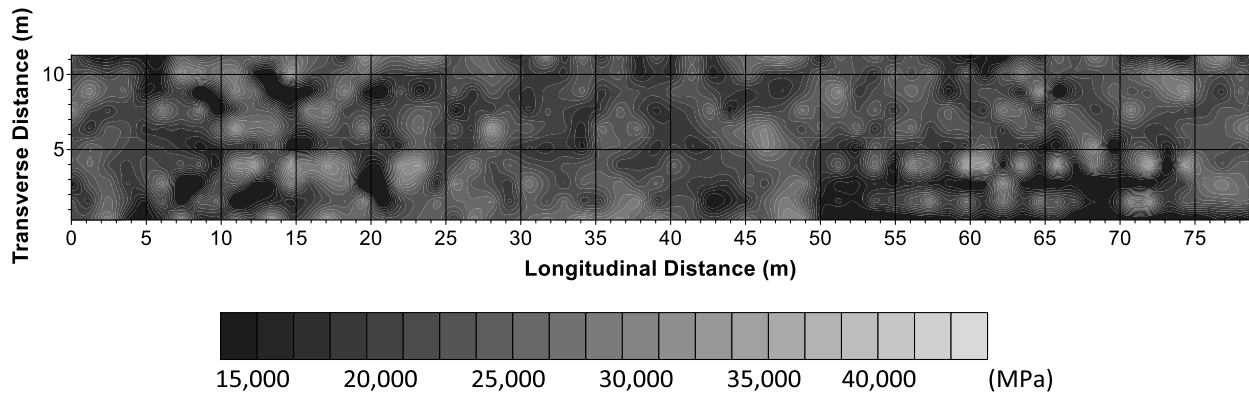 Transverse Distance (m)
10
5
0 5 10 15 20 25 30 35 40 45 50 55 60 65 70 75
Longitudinal Distance (m)
15,000 20,000 25,000 30,000 35,000 40,000 (MPa)